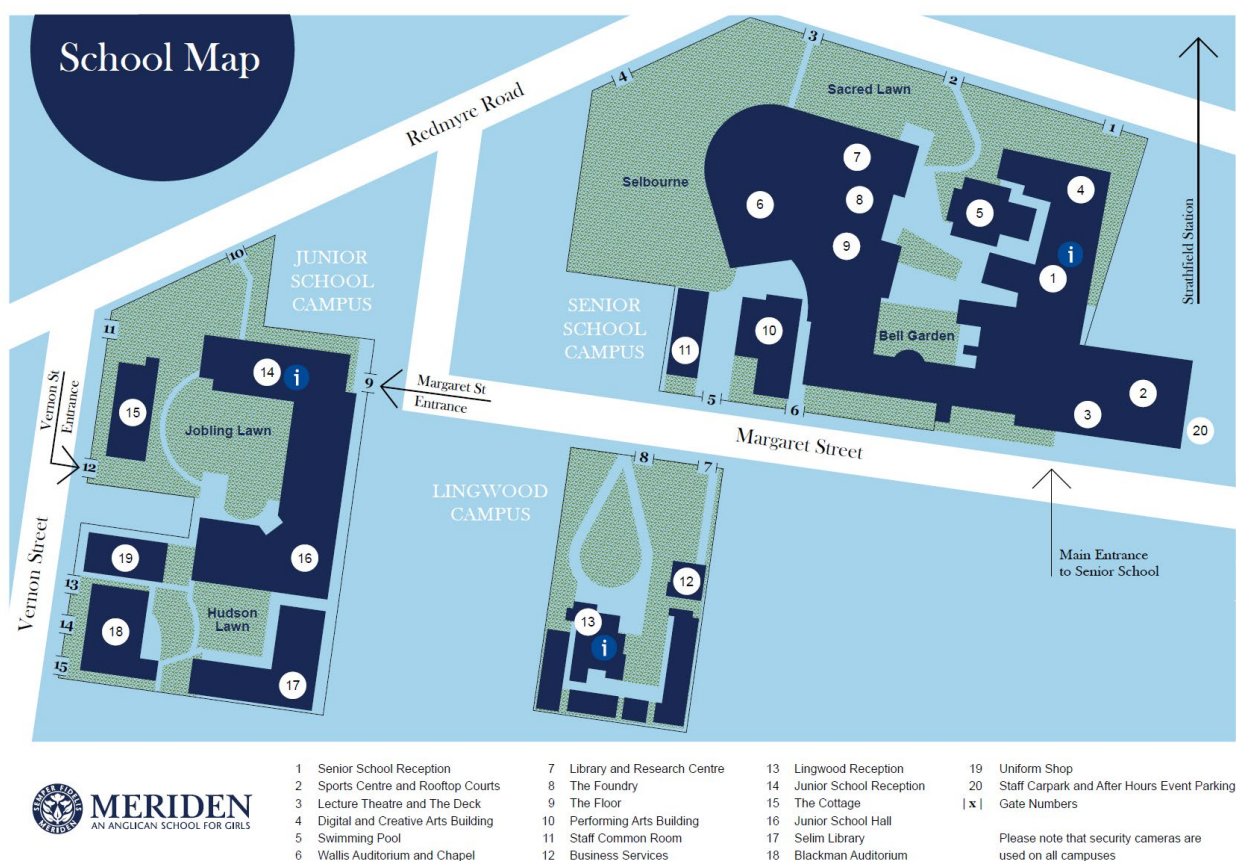 School Map
Redmyre Road
3
2
1
4
Sacred Lawn
7
Selbourne
8
6
9
5
4
i
1
Strathfield Station
10
JUNIOR
SCHOOL
CAMPUS
SENIOR
SCHOOL
CAMPUS
11
10
Bell Garden
11
14
i
9
Margaret St
Entrance
5
6
2
3
20
Vernon St
Entrance
15
Jobling Lawn
Margaret Street
12
LINGWOOD
CAMPUS
8
7
Main Entrance
to Senior School
Vernon Street
19
16
13
Hudson
Lawn
14
18
15
17
12
13
i
SEMPER FIDELIS
MERIDEN
MERIDEN
AN ANGLICAN SCHOOL FOR GIRLS
1 Senior School Reception
2 Sports Centre and Rooftop Courts
3 Lecture Theatre and The Deck
4 Digital and Creative Arts Building
5 Swimming Pool
6 Wallis Auditorium and Chapel
7 Library and Research Centre
8 The Foundry
9 The Floor
10 Performing Arts Building
11 Staff Common Room
12 Business Services
13 Lingwood Reception
14 Junior School Reception
15 The Cottage
16 Junior School Hall
17 Selim Library
18 Blackman Auditorium
19 Uniform Shop
20 Staff Carpark and After Hours Event Parking
| x | Gate Numbers
Please note that security cameras are
used on all campuses